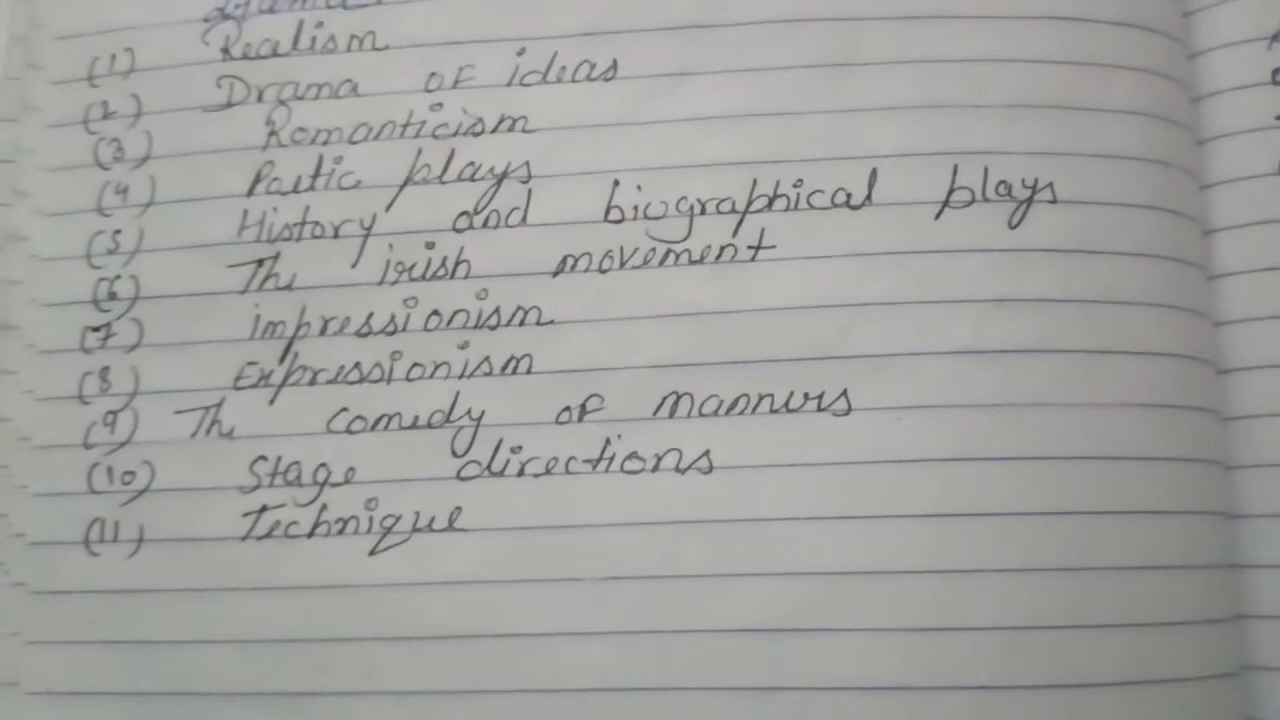 (1) Realism
(2) Drama OF ideas
(3) Romanticism
(4) Paetic plays
(5) History and biographical plays
(6) The irish movement
(7) impressionism
(8) Expressionism
(9) The comedy OF manners
(10) Stage directions
(11) Technique